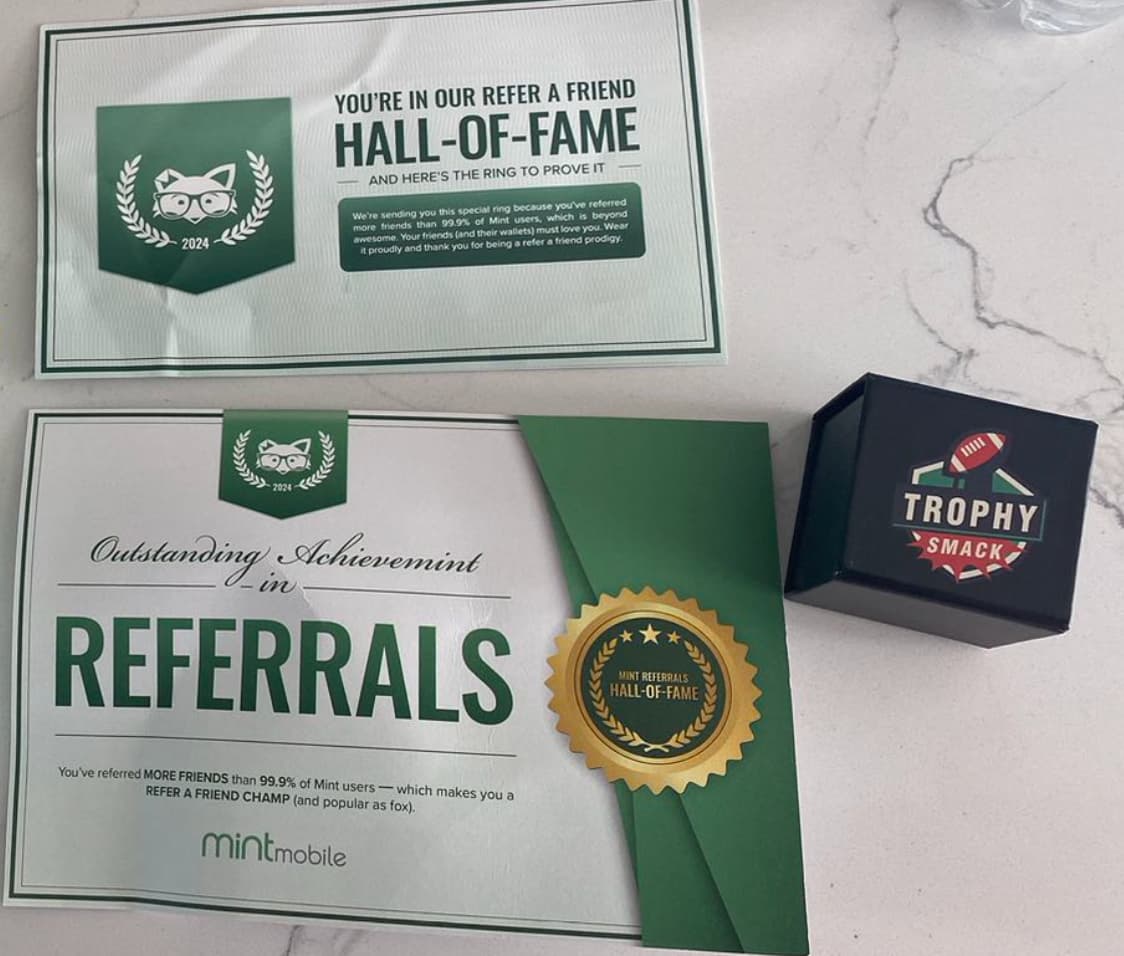 YOU'RE IN OUR REFER A FRIEND
HALL-OF-FAME
AND HERE'S THE RING TO PROVE IT
We're sending you this special ring because you've referred
more friends than 99.9% of Mint users, which is beyond
awesome. Your friends (and their wallets) must love you. Wear
it proudly and thank you for being a refer a friend prodigy.
2024
2024
Outstanding Achievemint
in
REFERRALS
You've referred MORE FRIENDS than 99.9% of Mint users — which makes you a
REFER A FRIEND CHAMP (and popular as fox).
mintmobile
MINT REFERRALS
HALL-OF-FAME
TROPHY
SMACK